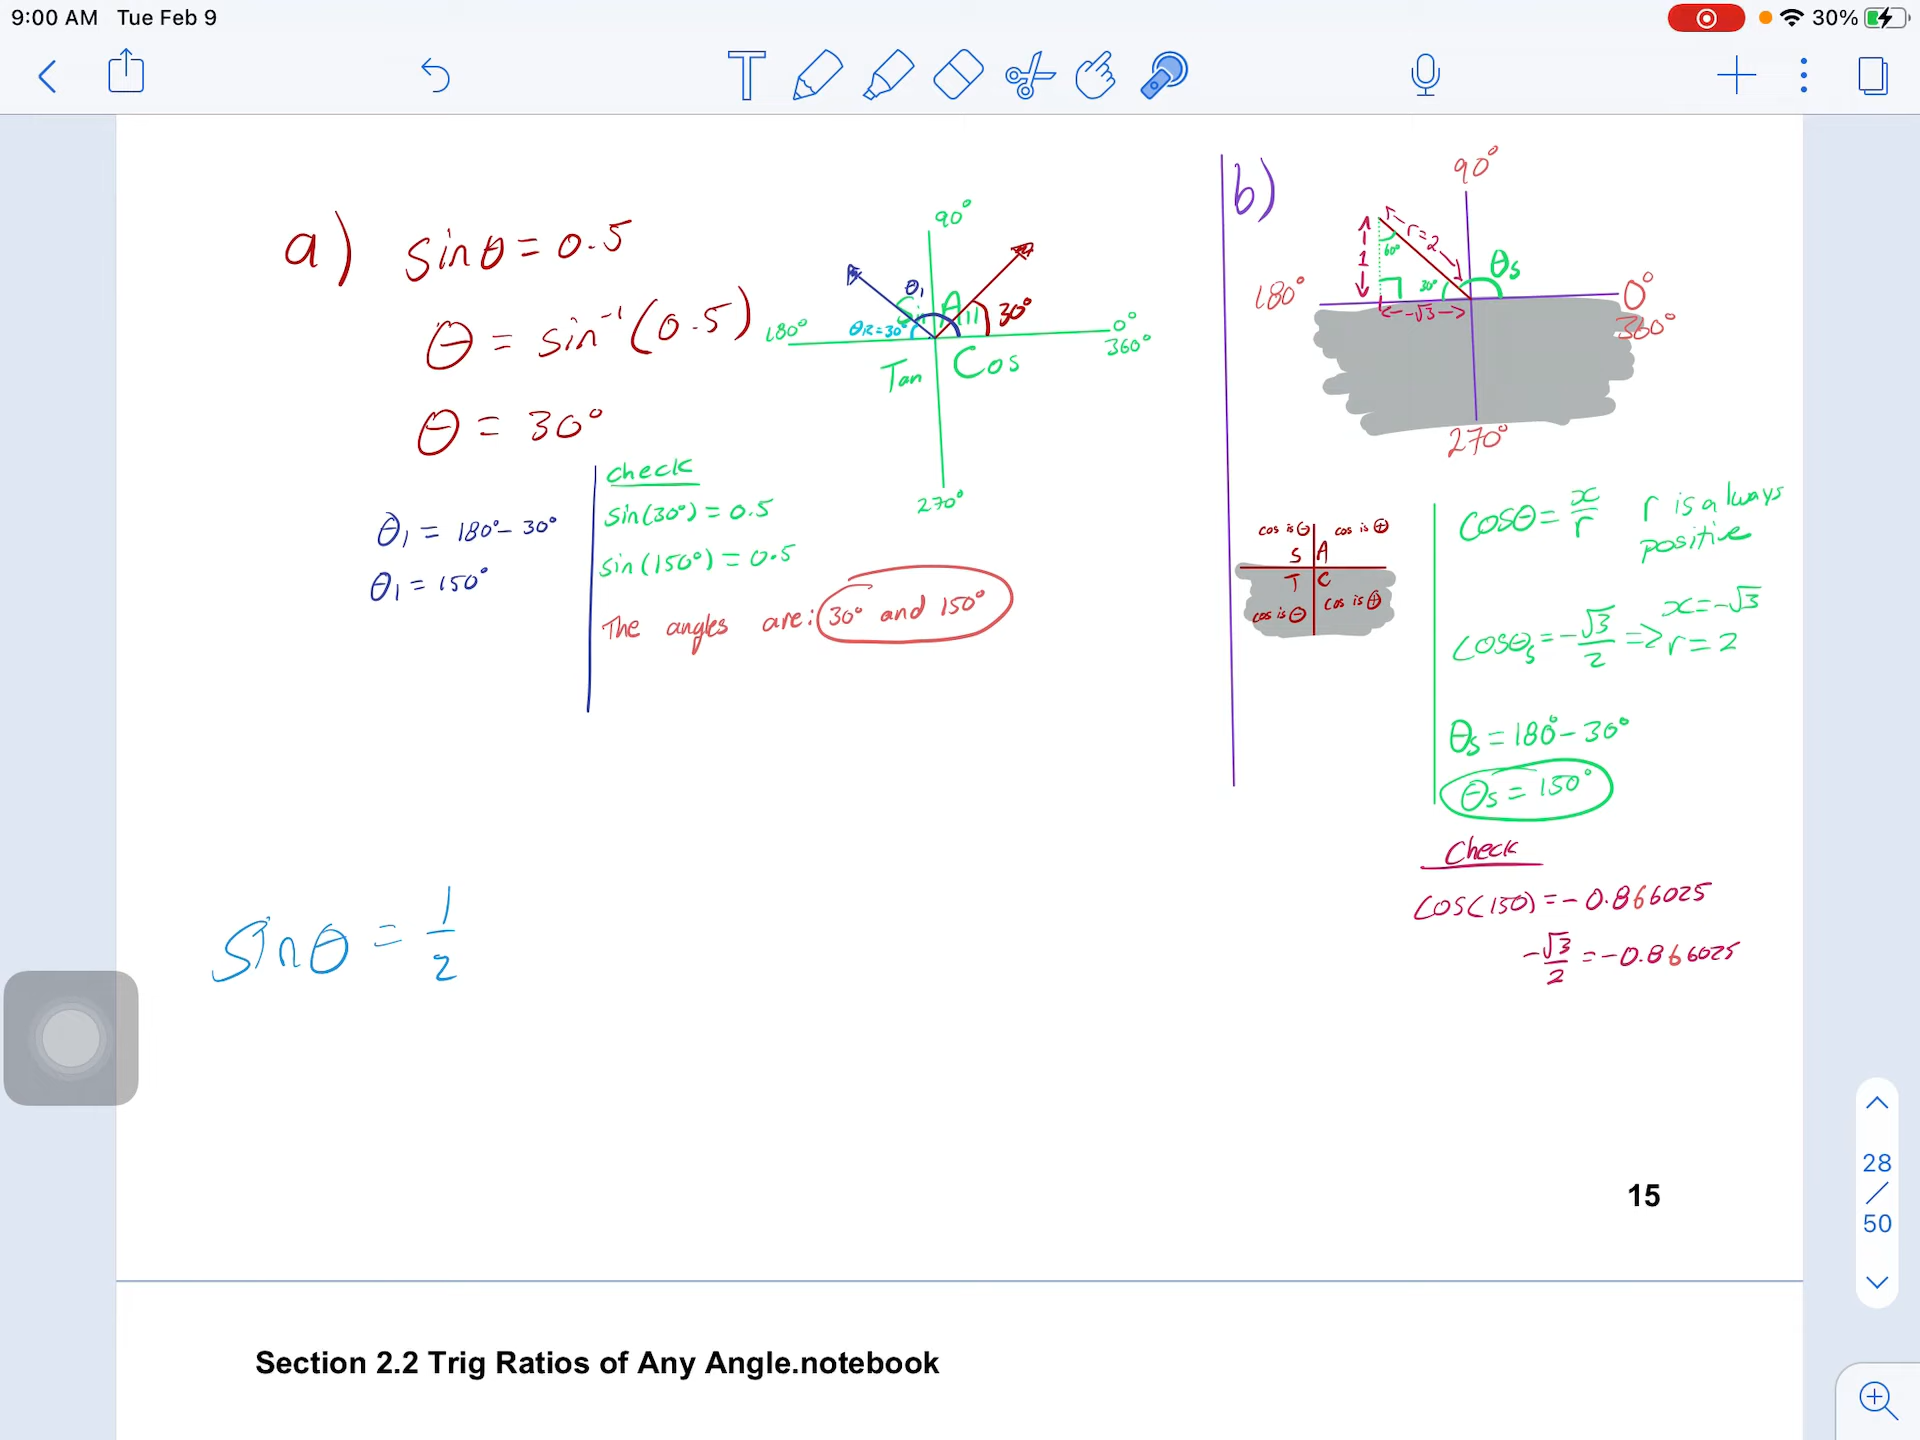 9:00 AM Tue Feb 9
30%
a) sinθ = 0.5
θ = sin⁻¹(0.5)
θ = 30°
θ₁ = 180° - 30°
θ₁ = 150°
check
sin(30°) = 0.5
sin(150°) = 0.5
The angles are: 30° and 150°
90°
θ₁
Sin All
30°
180°
θR = 30°
0°
360°
Tan Cos
270°
b)
90°
r = 2
1
60°
30°
θs
180°
-√3
0°
360°
270°
cos is ⊖ cos is ⊕
S A
T C
cos is ⊖ cos is ⊕
cosθ = x/r r is always positive
cosθs = -√3/2 => x = -√3
r = 2
θs = 180° - 30°
θs = 150°
Check
cos(150) = -0.866025
-√3/2 = -0.866025
sinθ = 1/2
28
/
50
15
Section 2.2 Trig Ratios of Any Angle.notebook